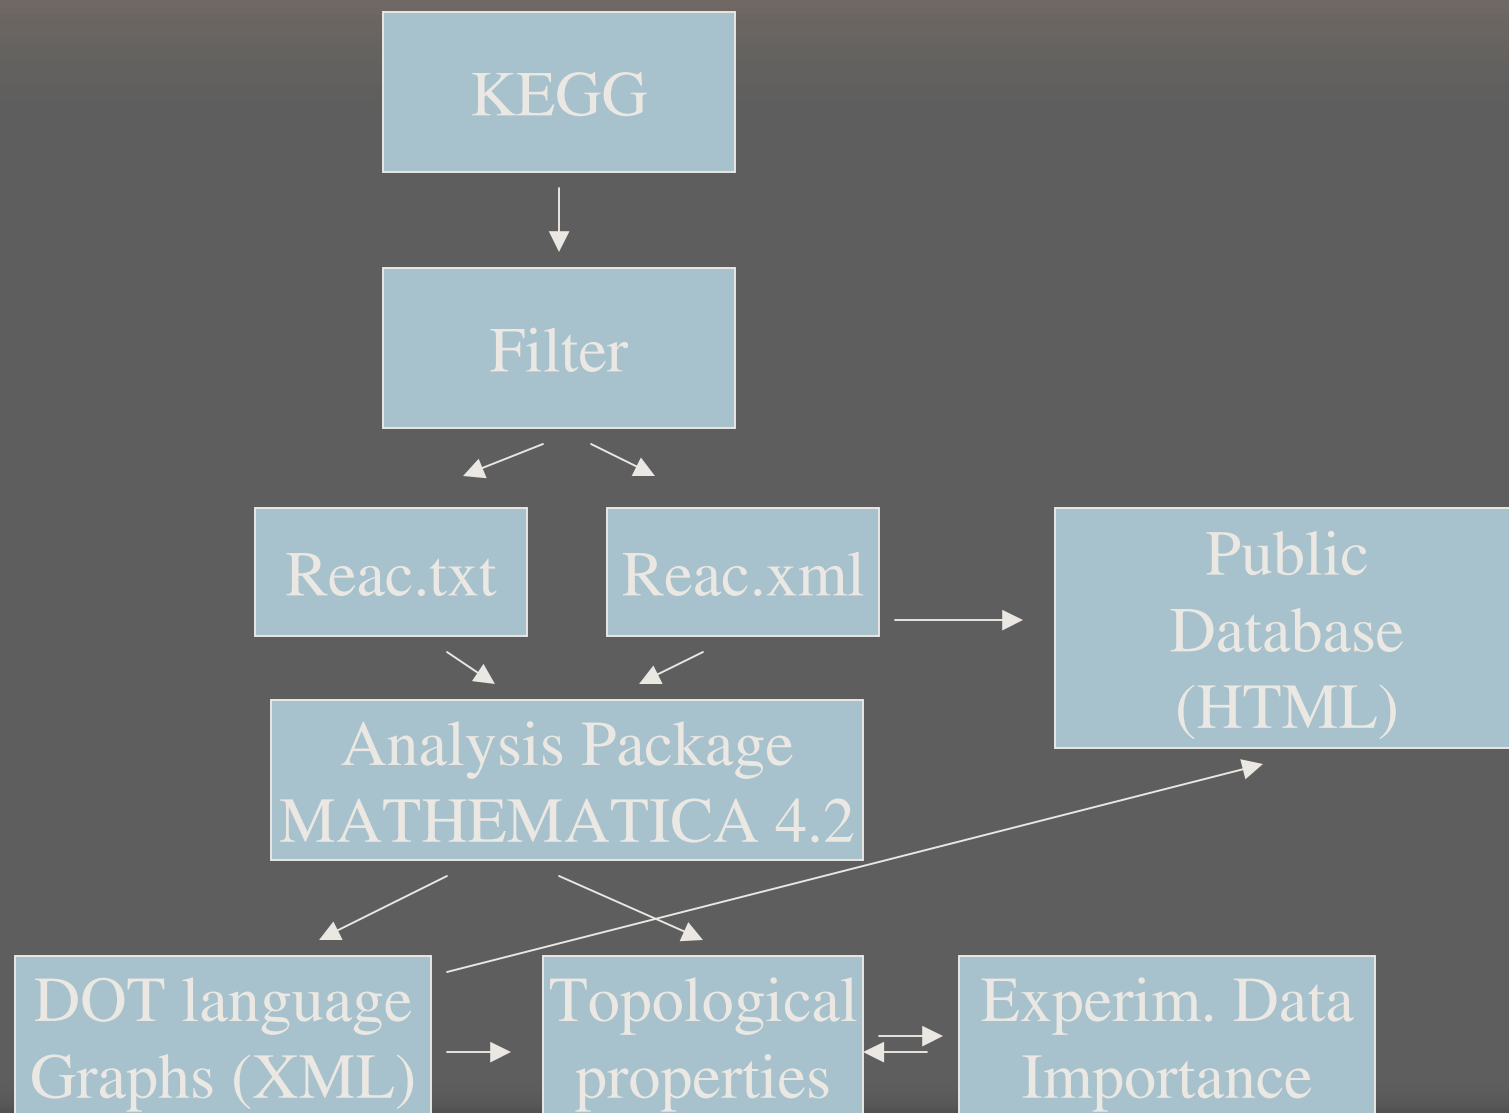 KEGG
Filter
Reac.txt
Reac.xml
Public
Database
(HTML)
Analysis Package
MATHEMATICA 4.2
DOT language
Graphs (XML)
Topological
properties
Experim. Data
Importance